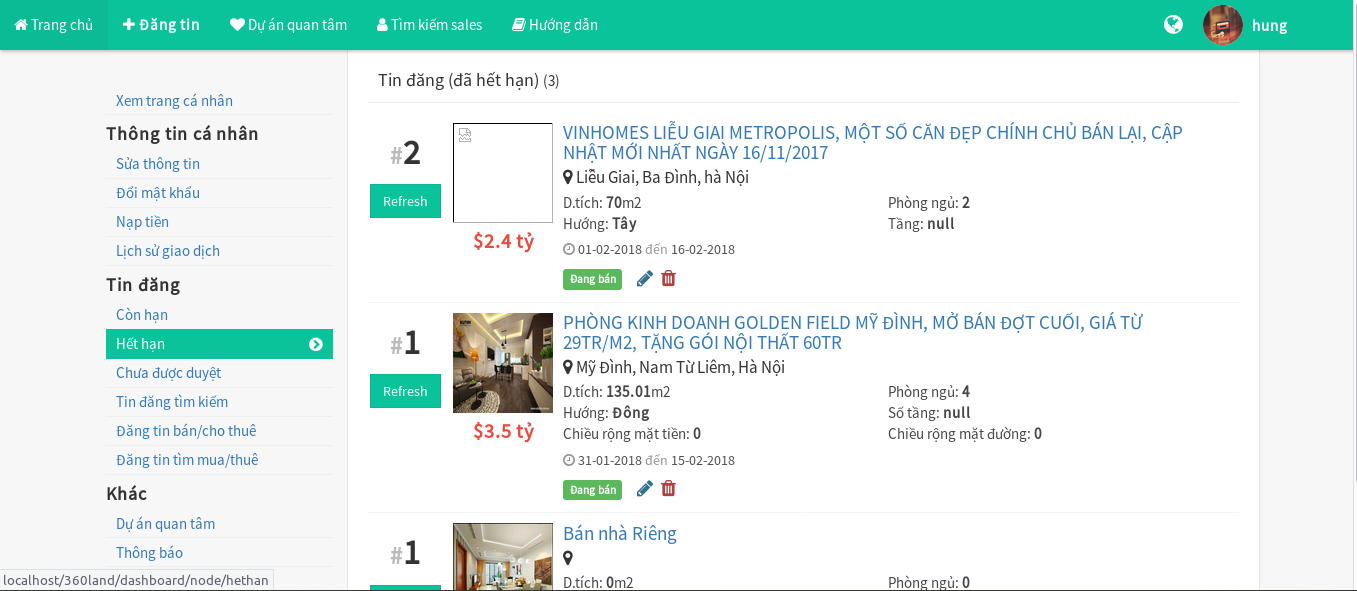 Trang chủ Đăng tin Dự án quan tâm Tìm kiếm sales Hướng dẫn hung
Xem trang cá nhân
Thông tin cá nhân
Sửa thông tin
Đổi mật khẩu
Nạp tiền
Lịch sử giao dịch
Tin đăng
Còn hạn
Hết hạn
Chưa được duyệt
Tin đăng tìm kiếm
Đăng tin bán/cho thuê
Đăng tin tìm mua/thuê
Khác
Dự án quan tâm
Thông báo
localhost/360land/dashboard/node/hethan
Tin đăng (đã hết hạn) (3)
#2
Refresh
$2.4 tỷ
VINHOMES LIỄU GIAI METROPOLIS, MỘT SỐ CĂN ĐẸP CHÍNH CHỦ BÁN LẠI, CẬP
NHẬT MỚI NHẤT NGÀY 16/11/2017
Liễu Giai, Ba Đình, hà Nội
D.tích: 70m2 Phòng ngủ: 2
Hướng: Tây Tầng: null
01-02-2018 đến 16-02-2018
Đang bán
#1
Refresh
$3.5 tỷ
PHÒNG KINH DOANH GOLDEN FIELD MỸ ĐÌNH, MỞ BÁN ĐỢT CUỐI, GIÁ TỪ
29TR/M2, TẶNG GÓI NỘI THẤT 60TR
Mỹ Đình, Nam Từ Liêm, Hà Nội
D.tích: 135.01m2 Phòng ngủ: 4
Hướng: Đông Số tầng: null
Chiều rộng mặt tiền: 0 Chiều rộng mặt đường: 0
31-01-2018 đến 15-02-2018
Đang bán
#1
Bán nhà Riêng
D.tích: 0m2 Phòng ngủ: 0